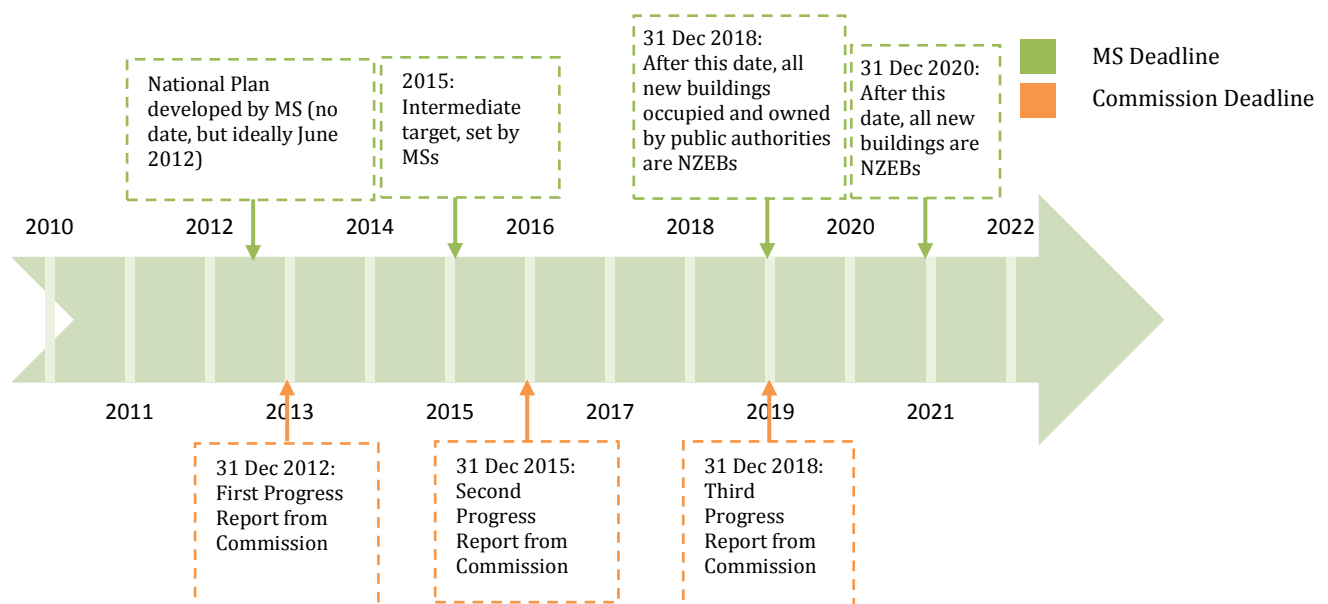 National Plan
developed by MS (no
date, but ideally June
2012)
2015:
Intermediate
target, set by
MSs
31 Dec 2018:
After this date, all
new buildings
occupied and owned
by public authorities
are NZEBs
31 Dec 2020:
After this
date, all new
buildings are
NZEBs
MS Deadline
Commission Deadline
2010 2012 2014 2016 2018 2020 2022
2011 2013 2015 2017 2019 2021
31 Dec 2012:
First Progress
Report from
Commission
31 Dec 2015:
Second
Progress
Report from
Commission
31 Dec 2018:
Third
Progress
Report from
Commission